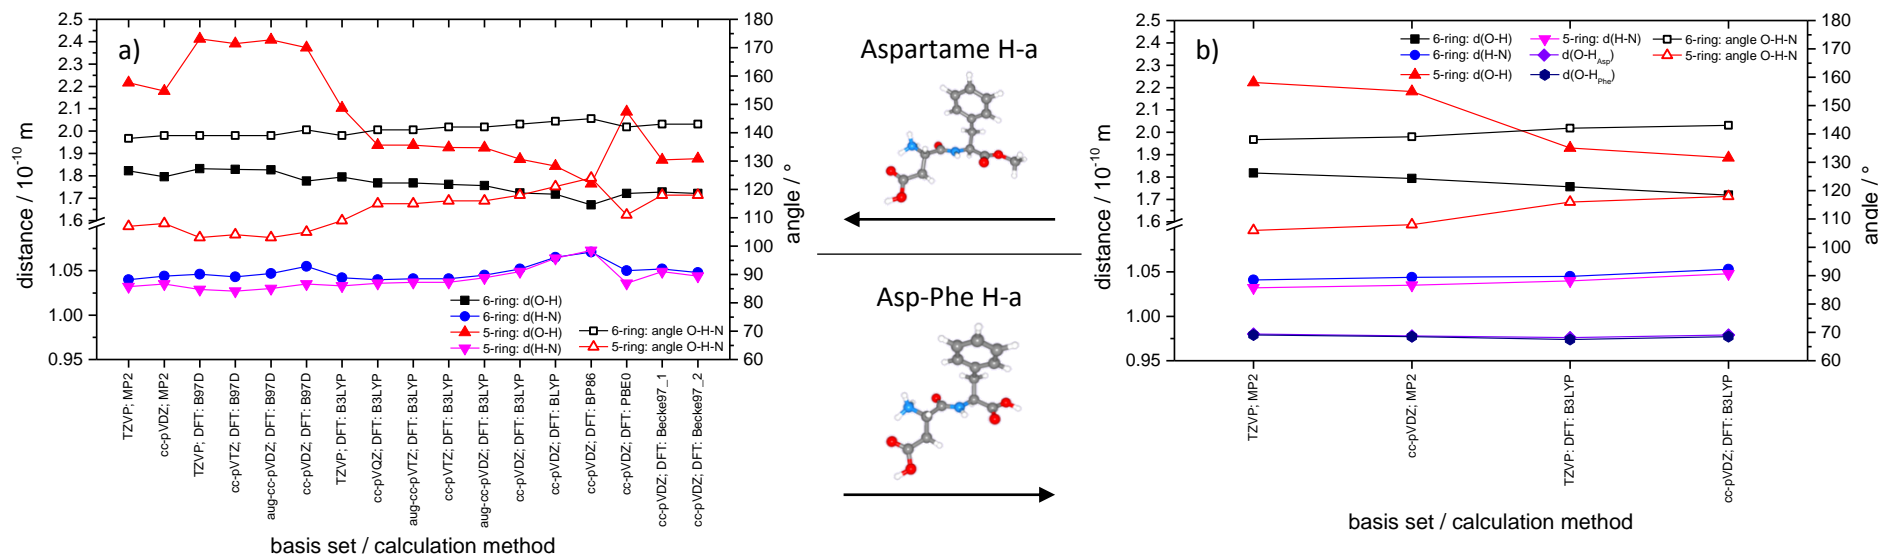 a)
2.5
2.4
2.3
2.2
2.1
2.0
1.9
1.8
1.7
1.6
1.05
1.00
0.95
distance / 10⁻¹⁰ m
180
170
160
150
140
130
120
110
100
90
80
70
60
angle / °
6-ring: d(O-H)
6-ring: d(H-N)
5-ring: d(O-H)
5-ring: d(H-N)
6-ring: angle O-H-N
5-ring: angle O-H-N
TZVP; MP2
cc-pVDZ; MP2
TZVP; DFT: B97D
cc-pVTZ; DFT: B97D
aug-cc-pVDZ; DFT: B97D
cc-pVDZ; DFT: B97D
TZVP; DFT: B3LYP
cc-pVQZ; DFT: B3LYP
aug-cc-pVTZ; DFT: B3LYP
cc-pVTZ; DFT: B3LYP
aug-cc-pVDZ; DFT: B3LYP
cc-pVDZ; DFT: B3LYP
cc-pVDZ; DFT: BLYP
cc-pVDZ; DFT: BP86
cc-pVDZ; DFT: PBE0
cc-pVDZ; DFT: Becke97_1
cc-pVDZ; DFT: Becke97_2
basis set / calculation method
Aspartame H-a
Asp-Phe H-a
b)
2.5
2.4
2.3
2.2
2.1
2.0
1.9
1.8
1.7
1.6
1.05
1.00
0.95
distance / 10⁻¹⁰ m
6-ring: d(O-H)
6-ring: d(H-N)
5-ring: d(O-H)
5-ring: d(H-N)
d(O-H_Asp)
d(O-H_Phe)
6-ring: angle O-H-N
5-ring: angle O-H-N
180
170
160
150
140
130
120
110
100
90
80
70
60
angle / °
TZVP; MP2
cc-pVDZ; MP2
TZVP; DFT: B3LYP
cc-pVDZ; DFT: B3LYP
basis set / calculation method